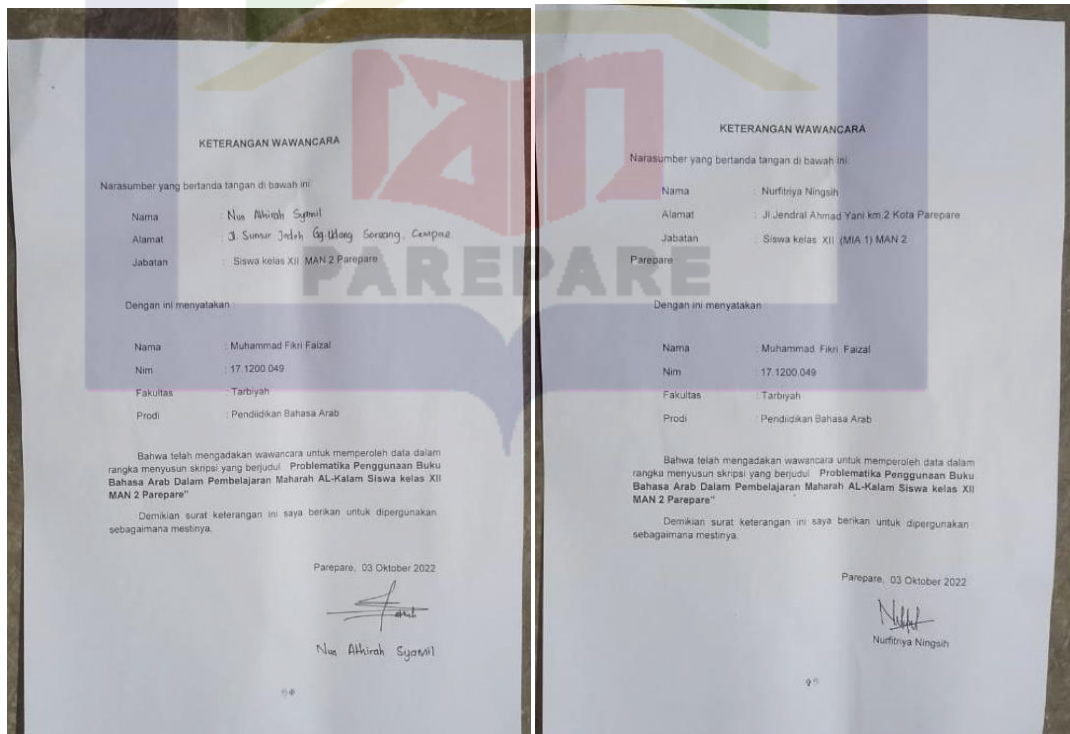 KETERANGAN WAWANCARA
Narasumber yang bertanda tangan di bawah ini:
Nama : Nun Athirah Syamil
Alamat : Jl. Sumur Jodoh Gg. Udang Soreang, Cempae
Jabatan : Siswa kelas XII MAN 2 Parepare
Dengan ini menyatakan :
Nama : Muhammad Fikri Faizal
Nim : 17.1200.049
Fakultas : Tarbiyah
Prodi : Pendiidikan Bahasa Arab
Bahwa telah mengadakan wawancara untuk memperoleh data dalam
rangka menyusun skripsi yang berjudul Problematika Penggunaan Buku
Bahasa Arab Dalam Pembelajaran Maharah AL-Kalam Siswa kelas XII
MAN 2 Parepare"
Demikian surat keterangan ini saya berikan untuk dipergunakan
sebagaimana mestinya.
Parepare, 03 Oktober 2022
Nun Athirah Syamil
KETERANGAN WAWANCARA
Narasumber yang bertanda tangan di bawah ini:
Nama : Nurfitriya Ningsih
Alamat : Jl Jendral Ahmad Yani km.2 Kota Parepare
Jabatan : Siswa kelas XII (MIA 1) MAN 2
Parepare
Dengan ini menyatakan
Nama : Muhammad Fikri Faizal
Nim : 17.1200.049
Fakultas : Tarbiyah
Prodi : Pendiidikan Bahasa Arab
Bahwa telah mengadakan wawancara untuk memperoleh data dalam
rangka menyusun skripsi yang berjudul Problematika Penggunaan Buku
Bahasa Arab Dalam Pembelajaran Maharah AL-Kalam Siswa kelas XII
MAN 2 Parepare"
Demikian surat keterangan ini saya berikan untuk dipergunakan
sebagaimana mestinya.
Parepare, 03 Oktober 2022
Nurfitriya Ningsih
PAREPARE